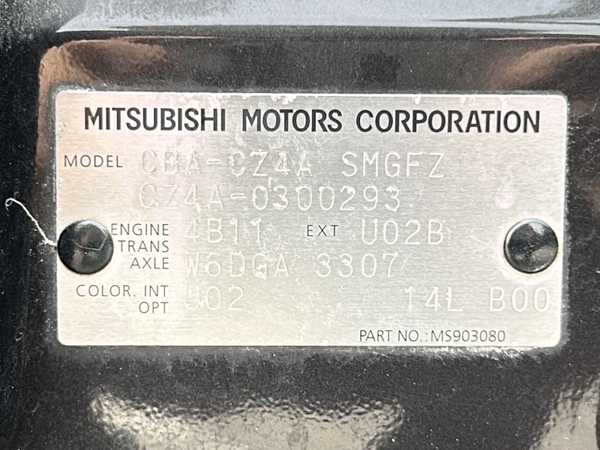 MITSUBISHI MOTORS CORPORATION
MODEL CBA-CZ4A SMGFZ
CZ4A-0300293
ENGINE 4B11 EXT U02B
TRANS
AXLE W6DGA 3307
COLOR. INT
OPT 14L B00
PART NO.:MS903080